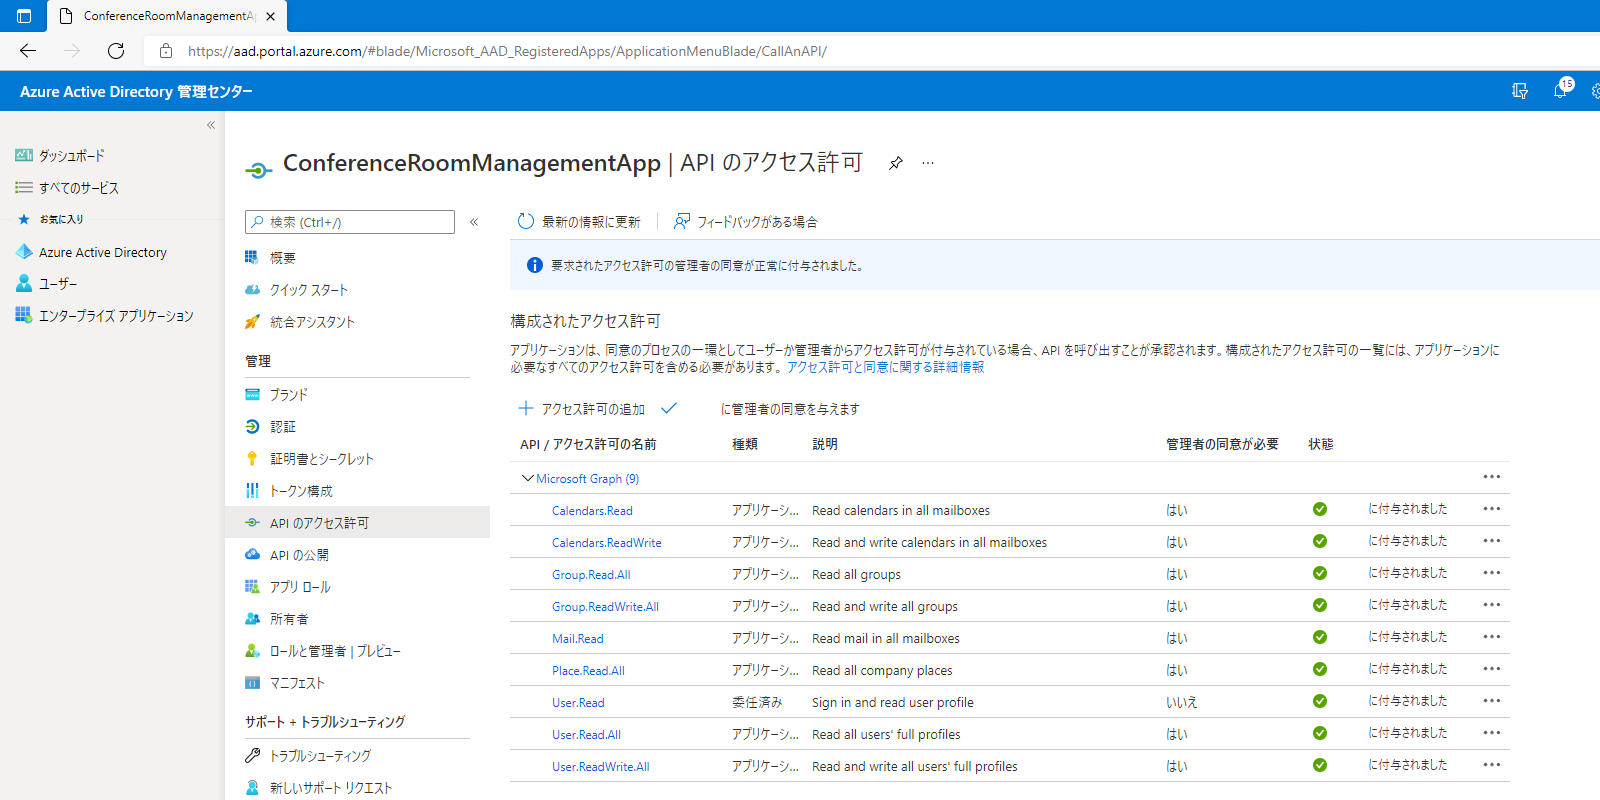 ConferenceRoomManagementA
https://aad.portal.azure.com/#blade/Microsoft_AAD_RegisteredApps/ApplicationMenuBlade/CallAnAPI/
Azure Active Directory 管理センター
15
ダッシュボード
すべてのサービス
お気に入り
Azure Active Directory
ユーザー
エンタープライズ アプリケーション
ConferenceRoomManagementApp | API のアクセス許可
検索 (Ctrl+/)
概要
クイック スタート
統合アシスタント
管理
ブランド
認証
証明書とシークレット
トークン構成
API のアクセス許可
API の公開
アプリ ロール
所有者
ロールと管理者 | プレビュー
マニフェスト
サポート + トラブルシューティング
トラブルシューティング
新しいサポート リクエスト
最新の情報に更新 フィードバックがある場合
要求されたアクセス許可の管理者の同意が正常に付与されました。
構成されたアクセス許可
アプリケーションは、同意のプロセスの一環としてユーザーか管理者からアクセス許可が付与されている場合、API を呼び出すことが承認されます。構成されたアクセス許可の一覧には、アプリケーションに
必要なすべてのアクセス許可を含める必要があります。 アクセス許可と同意に関する詳細情報
アクセス許可の追加 に管理者の同意を与えます
API / アクセス許可の名前 種類 説明 管理者の同意が必要 状態
Microsoft Graph (9)
Calendars.Read アプリケーシ... Read calendars in all mailboxes はい に付与されました
Calendars.ReadWrite アプリケーシ... Read and write calendars in all mailboxes はい に付与されました
Group.Read.All アプリケーシ... Read all groups はい に付与されました
Group.ReadWrite.All アプリケーシ... Read and write all groups はい に付与されました
Mail.Read アプリケーシ... Read mail in all mailboxes はい に付与されました
Place.Read.All アプリケーシ... Read all company places はい に付与されました
User.Read 委任済み Sign in and read user profile いいえ に付与されました
User.Read.All アプリケーシ... Read all users' full profiles はい に付与されました
User.ReadWrite.All アプリケーシ... Read and write all users' full profiles はい に付与されました